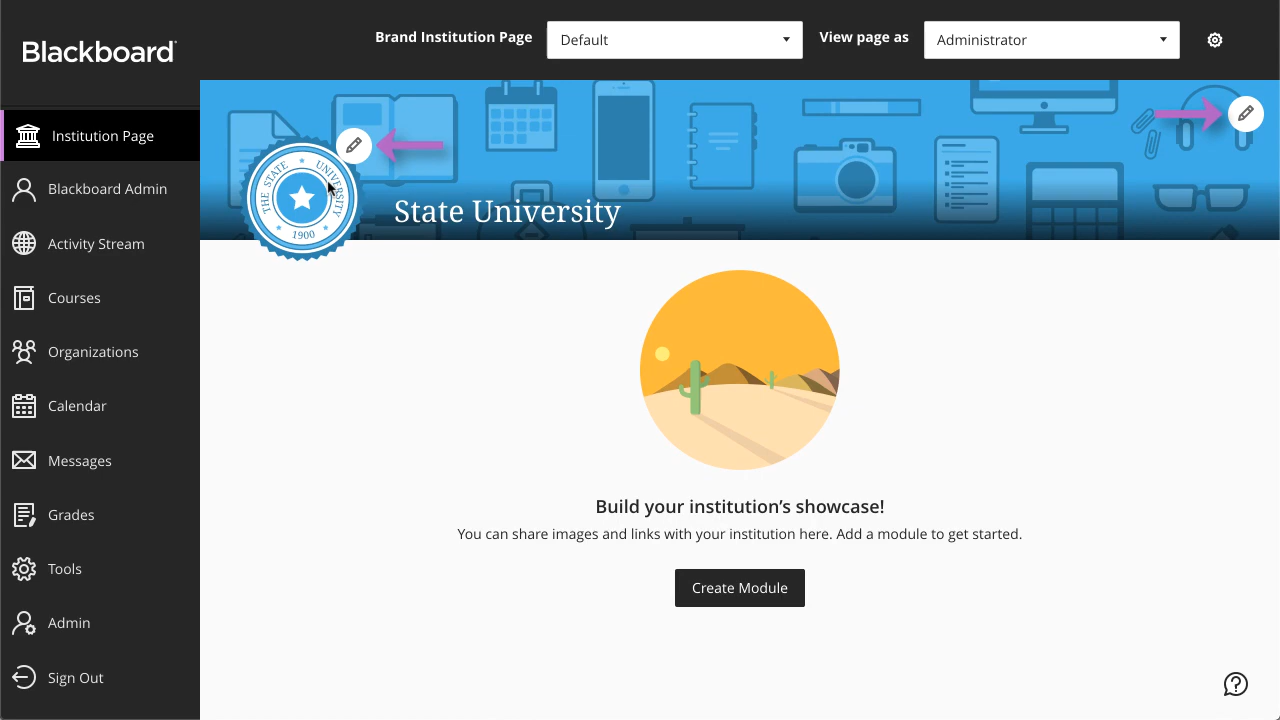 Blackboard
Brand Institution Page
Default
View page as
Administrator
Institution Page
Blackboard Admin
Activity Stream
Courses
Organizations
Calendar
Messages
Grades
Tools
Admin
Sign Out
THE STATE UNIVERSITY
1900
State University
Build your institution’s showcase!
You can share images and links with your institution here. Add a module to get started.
Create Module